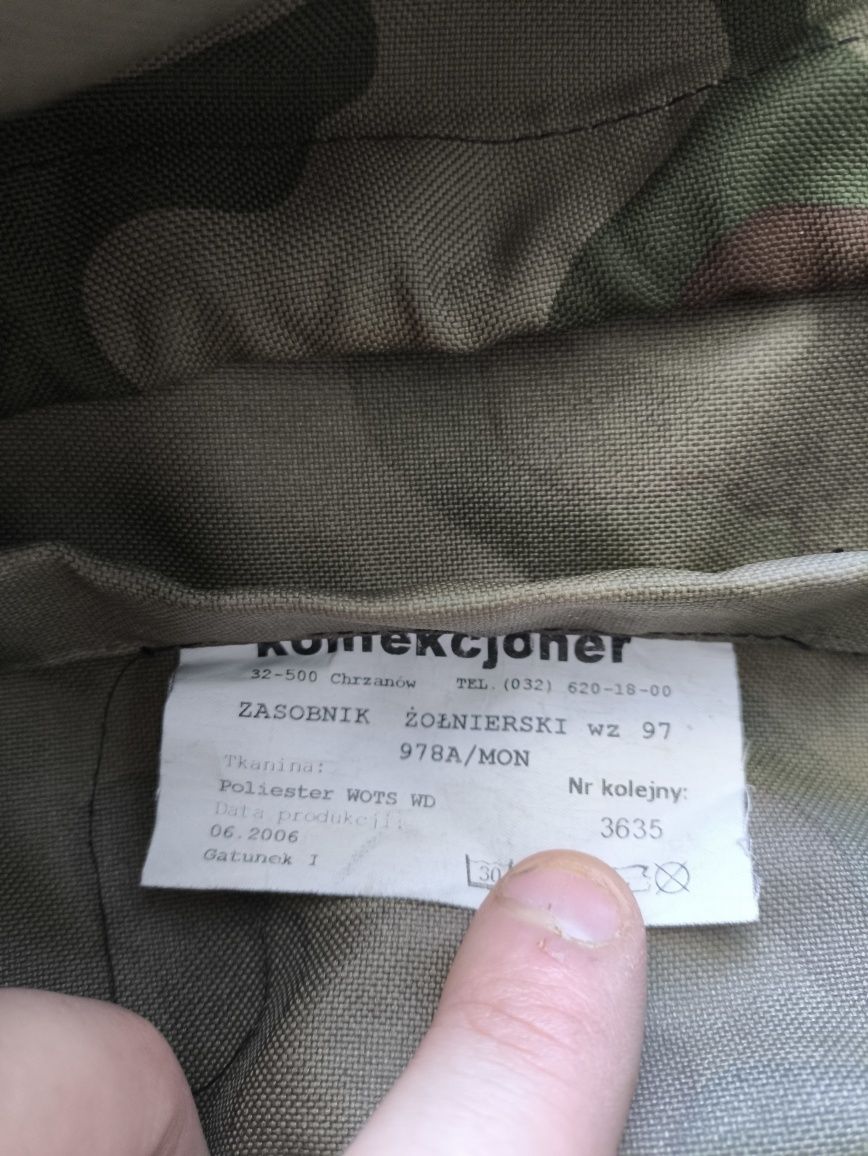 Konfekcjoner
32-500 Chrzanów TEL.(032) 620-18-00
ZASOBNIK ŻOŁNIERSKI wz 97
978A/MON
Tkanina:
Poliester WOTS WD
Nr kolejny:
Data produkcji:
3635
06.2006
Gatunek I
30